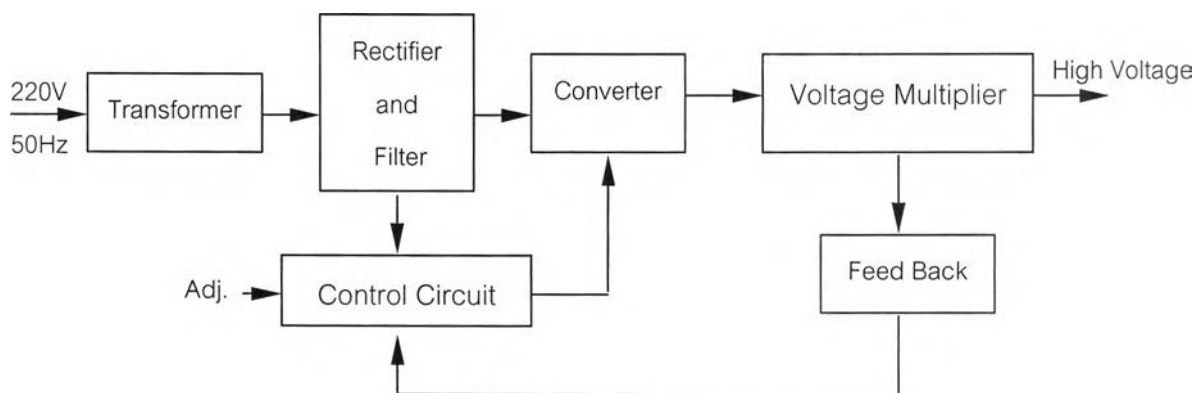 220V
50Hz
Transformer
Rectifier
and
Filter
Converter
Voltage Multiplier
High Voltage
Adj.
Control Circuit
Feed Back